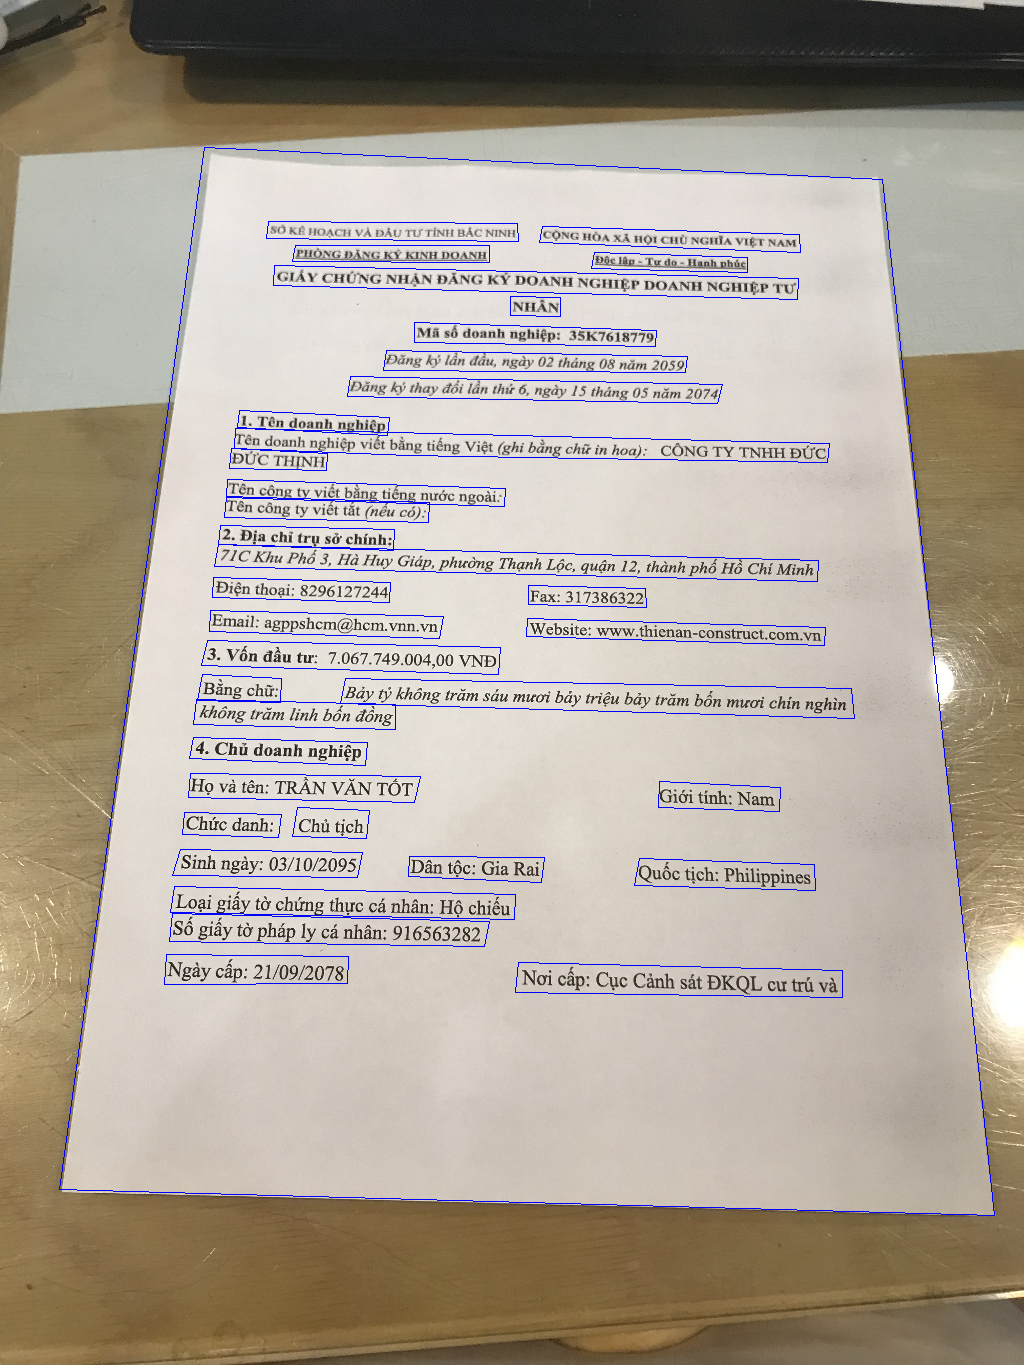 SỞ KẾ HOẠCH VÀ ĐẦU TƯ TỈNH BẮC NINH
CỘNG HÒA XÃ HỘI CHỦ NGHĨA VIỆT NAM
PHÒNG ĐĂNG KÝ KINH DOANH
Độc lập - Tự do - Hạnh phúc
GIẤY CHỨNG NHẬN ĐĂNG KÝ DOANH NGHIỆP DOANH NGHIỆP TƯ
NHÂN
Mã số doanh nghiệp: 35K7618779
Đăng ký lần đầu, ngày 02 tháng 08 năm 2059
Đăng ký thay đổi lần thứ 6, ngày 15 tháng 05 năm 2074
1. Tên doanh nghiệp
Tên doanh nghiệp viết bằng tiếng Việt (ghi bằng chữ in hoa): CÔNG TY TNHH ĐỨC
ĐỨC THỊNH
Tên công ty viết bằng tiếng nước ngoài:
Tên công ty viết tắt (nếu có):
2. Địa chỉ trụ sở chính:
71C Khu Phố 3, Hà Huy Giáp, phường Thạnh Lộc, quận 12, thành phố Hồ Chí Minh
Điện thoại: 8296127244
Fax: 317386322
Email: agppshcm@hcm.vnn.vn
Website: www.thienan-construct.com.vn
3. Vốn đầu tư: 7.067.749.004,00 VNĐ
Bằng chữ: Bảy tỷ không trăm sáu mươi bảy triệu bảy trăm bốn mươi chín nghìn
không trăm linh bốn đồng
4. Chủ doanh nghiệp
Họ và tên: TRẦN VĂN TỐT
Giới tính: Nam
Chức danh: Chủ tịch
Sinh ngày: 03/10/2095
Dân tộc: Gia Rai
Quốc tịch: Philippines
Loại giấy tờ chứng thực cá nhân: Hộ chiếu
Số giấy tờ pháp ly cá nhân: 916563282
Ngày cấp: 21/09/2078
Nơi cấp: Cục Cảnh sát ĐKQL cư trú và